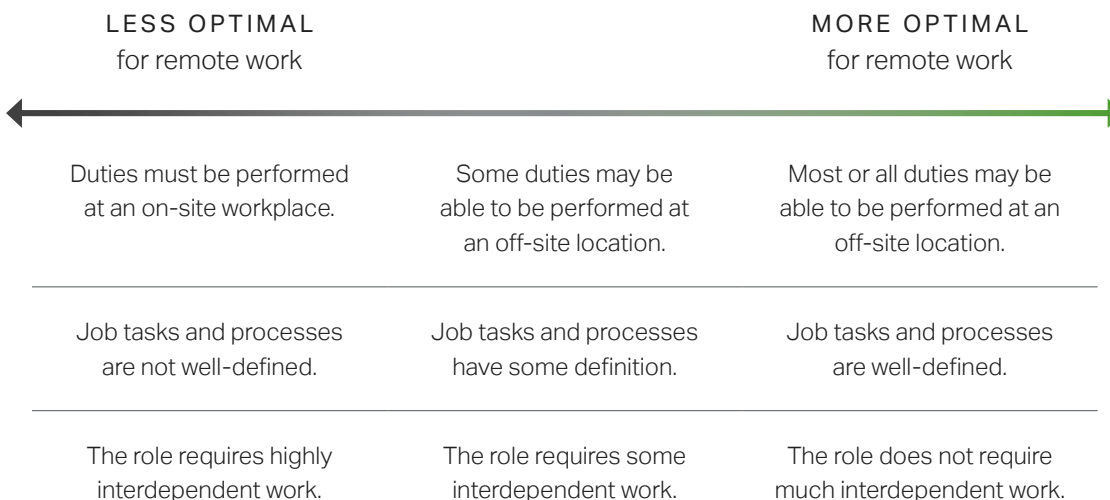 LESS OPTIMAL
for remote work
MORE OPTIMAL
for remote work
Duties must be performed
at an on-site workplace.
Some duties may be
able to be performed at
an off-site location.
Most or all duties may be
able to be performed at an
off-site location.
Job tasks and processes
are not well-defined.
Job tasks and processes
have some definition.
Job tasks and processes
are well-defined.
The role requires highly
interdependent work.
The role requires some
interdependent work.
The role does not require
much interdependent work.